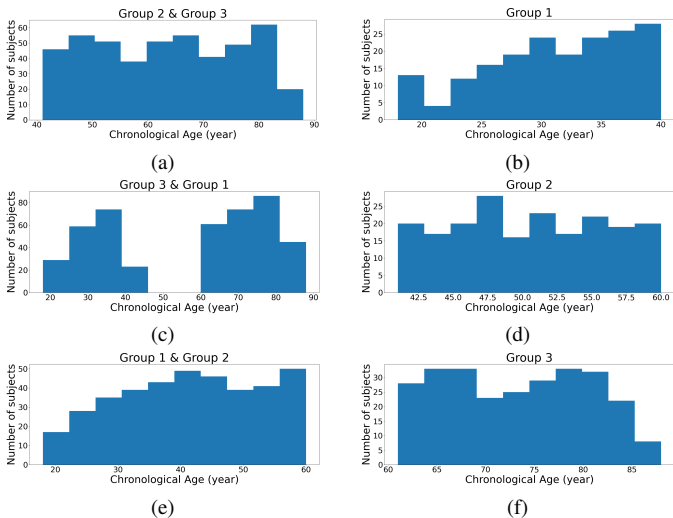 Group 2 & Group 3
Number of subjects
60
50
40
30
20
10
0
40 50 60 70 80 90
Chronological Age (year)
(a)
Group 1
Number of subjects
25
20
15
10
5
0
20 25 30 35 40
Chronological Age (year)
(b)
Group 3 & Group 1
Number of subjects
80
60
40
20
0
20 30 40 50 60 70 80 90
Chronological Age (year)
(c)
Group 2
Number of subjects
25
20
15
10
5
0
42.5 45.0 47.5 50.0 52.5 55.0 57.5 60.0
Chronological Age (year)
(d)
Group 1 & Group 2
Number of subjects
50
40
30
20
10
0
20 30 40 50 60
Chronological Age (year)
(e)
Group 3
Number of subjects
30
25
20
15
10
5
0
60 65 70 75 80 85
Chronological Age (year)
(f)